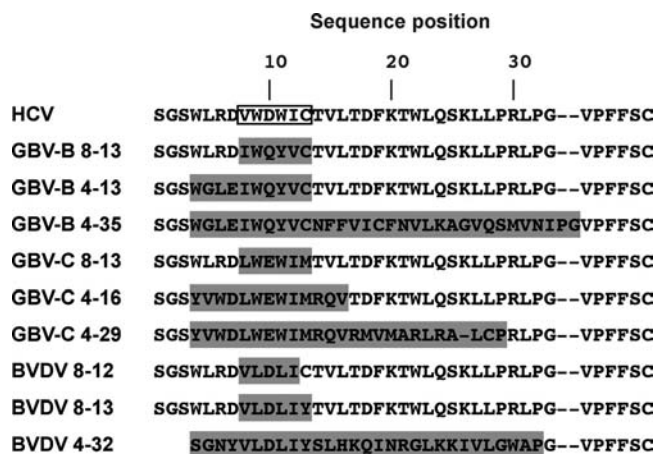 Sequence position
10 20 30
| | |
HCV SGSWLRDVWDWICTVLTDFKTWLQSKLLPRLPG--VPFFSC
GBV-B 8-13 SGSWLRDIWQYVCTVLTDFKTWLQSKLLPRLPG--VPFFSC
GBV-B 4-13 SGSWGLEIWQYVCTVLTDFKTWLQSKLLPRLPG--VPFFSC
GBV-B 4-35 SGSWGLEIWQYVCNFFVICFNVLKAGVQSMVNIPGVPFFSC
GBV-C 8-13 SGSWLRDLWEWIMTVLTDFKTWLQSKLLPRLPG--VPFFSC
GBV-C 4-16 SGSYVWDLWEWIMRQVTDFKTWLQSKLLPRLPG--VPFFSC
GBV-C 4-29 SGSYVWDLWEWIMRQVRMVMARLRA-LCPRLPG--VPFFSC
BVDV 8-12 SGSWLRDVLDLICTVLTDFKTWLQSKLLPRLPG--VPFFSC
BVDV 8-13 SGSWLRDVLDLIYTVLTDFKTWLQSKLLPRLPG--VPFFSC
BVDV 4-32 SGNYVLDLIYSLHKQINRGLKKIVLGWAPG--VPFFSC